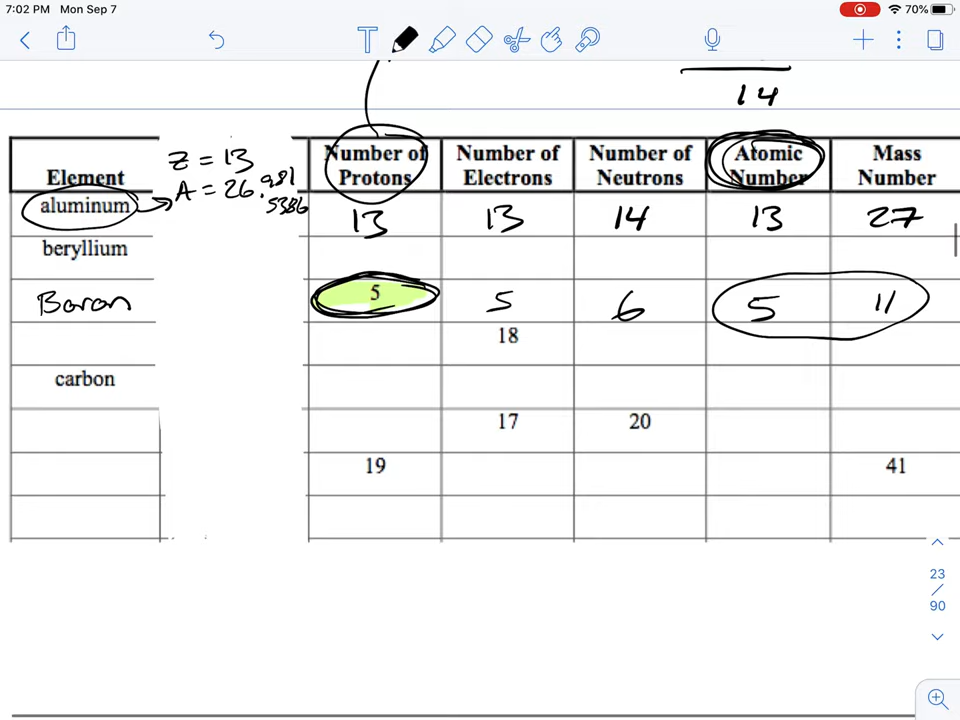 7:02 PM Mon Sep 7
70%
T
14
Element
Z = 13
A = 26.981
5386
Number of Protons
Number of Electrons
Number of Neutrons
Atomic Number
Mass Number
aluminum 13 13 14 13 27
beryllium
Boron 5 5 6 5 11
18
carbon
17 20
19 41
23
/
90